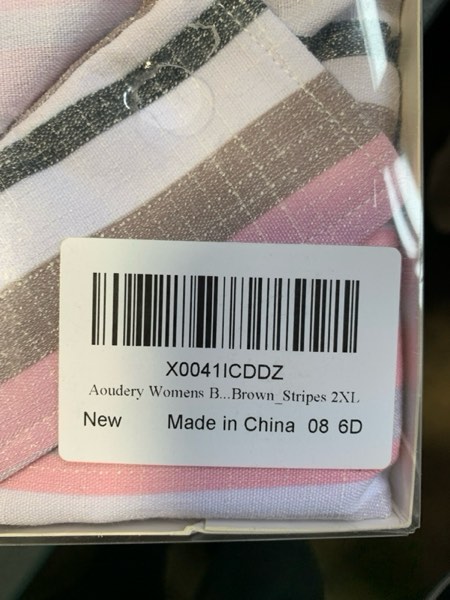 X0041ICDDZ
Aoudery Womens B...Brown_Stripes 2XL
New Made in China 08 6D